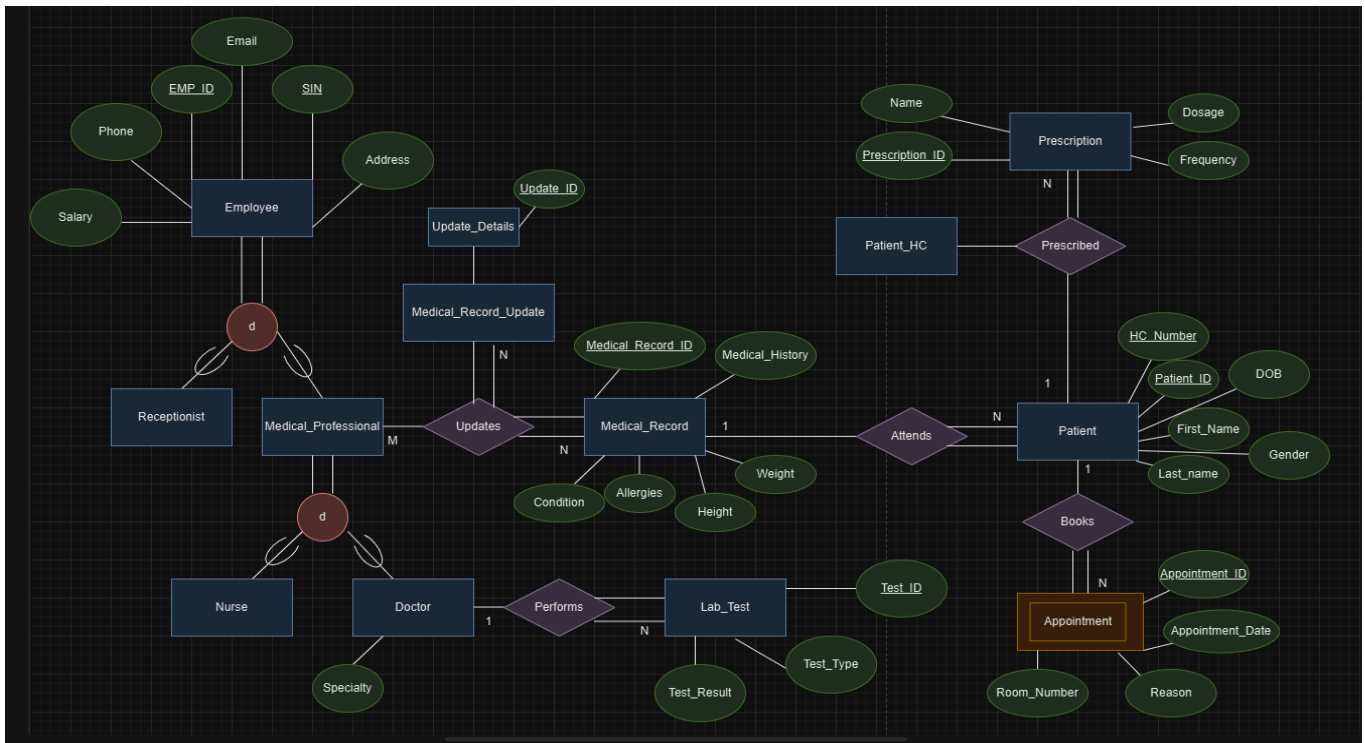 Email
EMP_ID
SIN
Phone
Address
Salary
Employee
d
Receptionist
Medical_Professional
M
d
Nurse
Doctor
Specialty
Update_ID
Update_Details
Medical_Record_Update
N
Updates
N
Medical_Record_ID
Medical_History
Medical_Record
1
Condition
Allergies
Height
Weight
1
Performs
N
Lab_Test
Test_ID
Test_Type
Test_Result
Name
Prescription_ID
Prescription
Dosage
Frequency
N
Patient_HC
Prescribed
1
HC_Number
Patient_ID
DOB
First_Name
Gender
Last_name
Patient
N
Attends
1
Books
N
Appointment
Appointment_ID
Appointment_Date
Reason
Room_Number